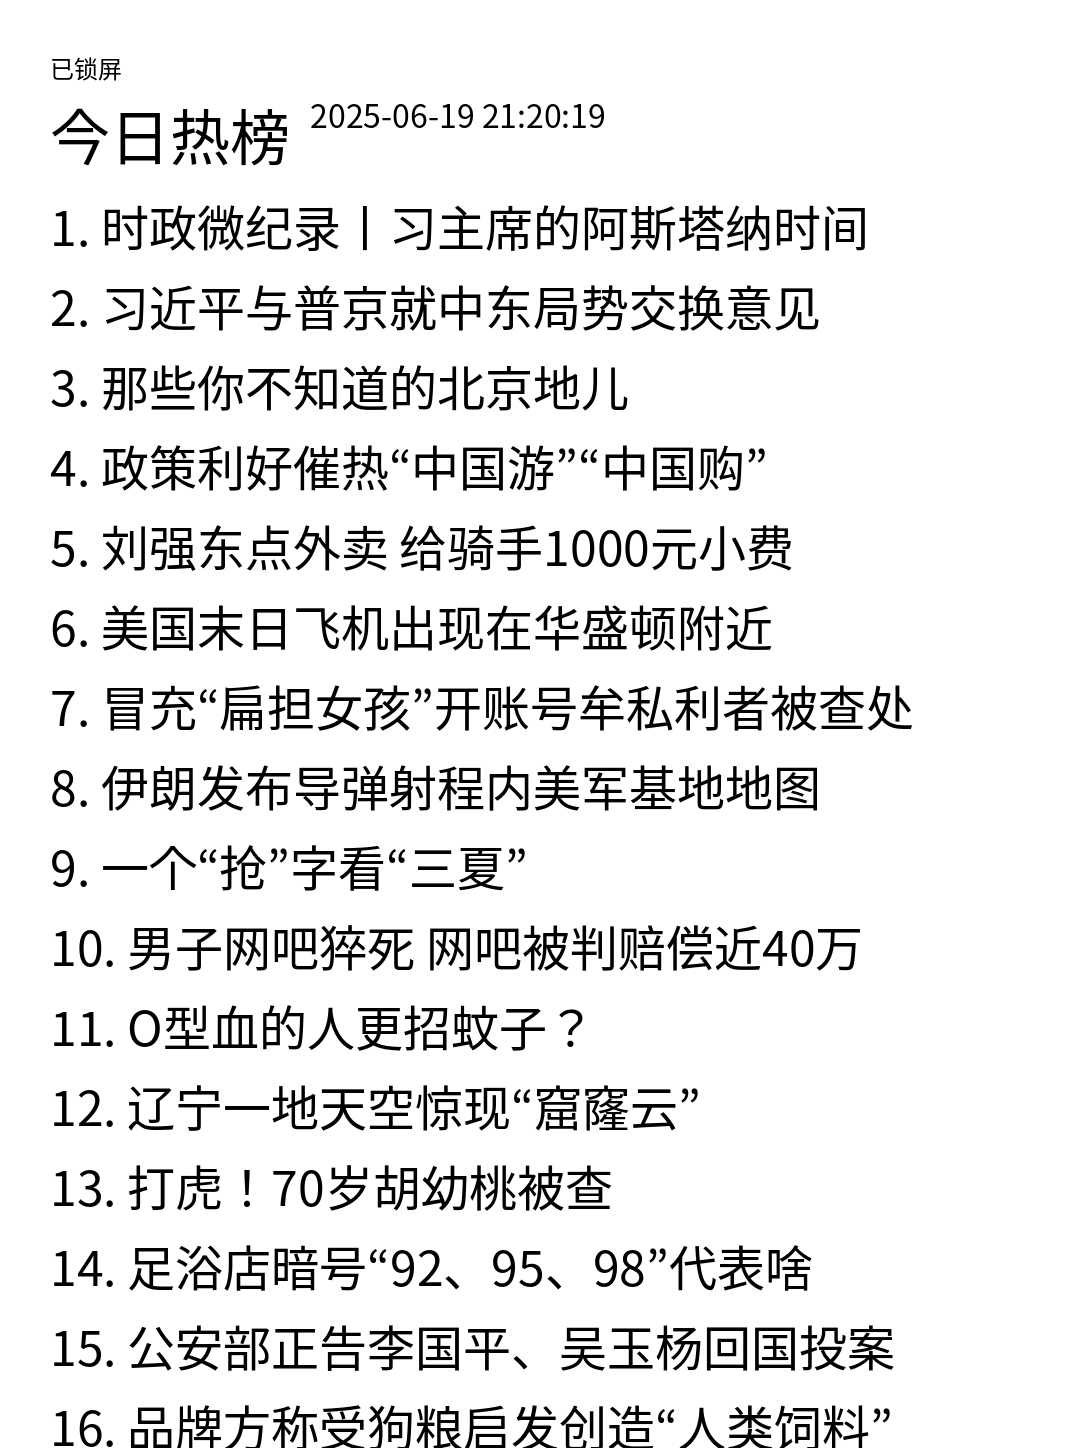 已锁屏
今日热榜 2025-06-19 21:20:19
1. 时政微纪录丨习主席的阿斯塔纳时间
2. 习近平与普京就中东局势交换意见
3. 那些你不知道的北京地儿
4. 政策利好催热“中国游”“中国购”
5. 刘强东点外卖 给骑手1000元小费
6. 美国末日飞机出现在华盛顿附近
7. 冒充“扁担女孩”开账号牟私利者被查处
8. 伊朗发布导弹射程内美军基地地图
9. 一个“抢”字看“三夏”
10. 男子网吧猝死 网吧被判赔偿近40万
11. O型血的人更招蚊子？
12. 辽宁一地天空惊现“窟窿云”
13. 打虎！70岁胡幼桃被查
14. 足浴店暗号“92、95、98”代表啥
15. 公安部正告李国平、吴玉杨回国投案
16. 品牌方称受狗粮启发创造“人类饲料”